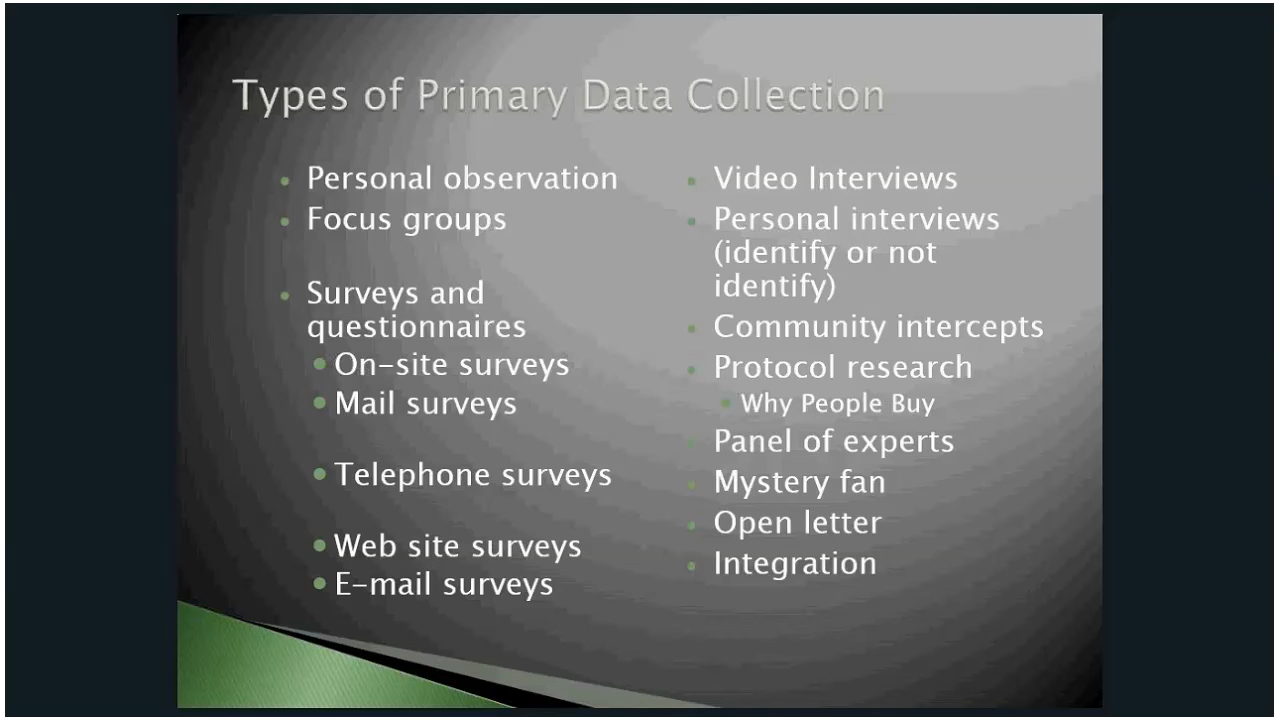 Types of Primary Data Collection
• Personal observation
• Focus groups
• Surveys and
questionnaires
• On-site surveys
• Mail surveys
• Telephone surveys
• Web site surveys
• E-mail surveys
• Video Interviews
• Personal interviews
(identify or not
identify)
• Community intercepts
• Protocol research
• Why People Buy
• Panel of experts
• Mystery fan
• Open letter
• Integration